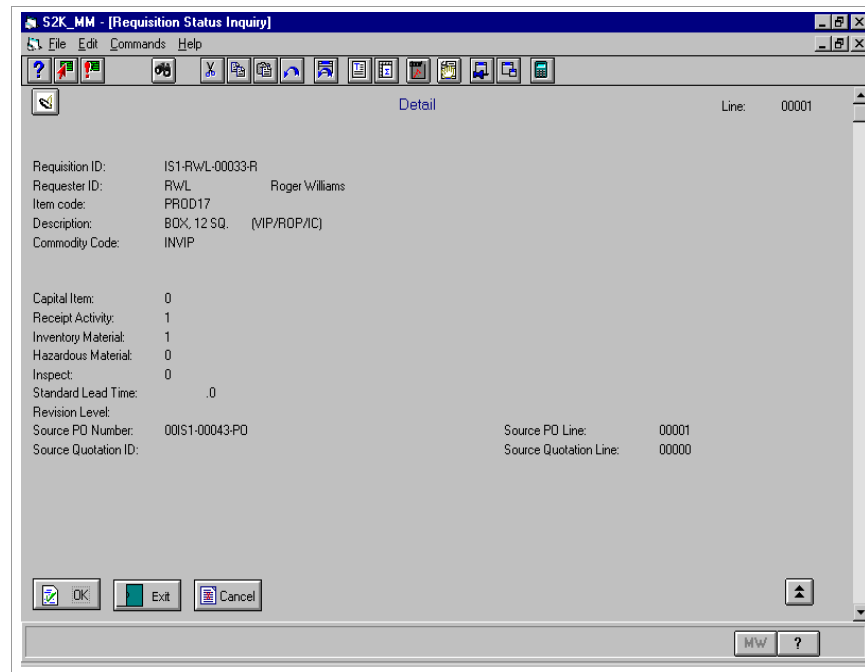 S2K_MM - [Requisition Status Inquiry]
File Edit Commands Help
Detail
Line: 00001
Requisition ID: IS1-RWL-00033-R
Requester ID: RWL Roger Williams
Item code: PROD17
Description: BOX, 12 SQ. (VIP/ROP/IC)
Commodity Code: INVIP
Capital Item: 0
Receipt Activity: 1
Inventory Material: 1
Hazardous Material: 0
Inspect: 0
Standard Lead Time: .0
Revision Level:
Source PO Number: 00IS1-00043-PO Source PO Line: 00001
Source Quotation ID: Source Quotation Line: 00000
OK Exit Cancel
MW ?